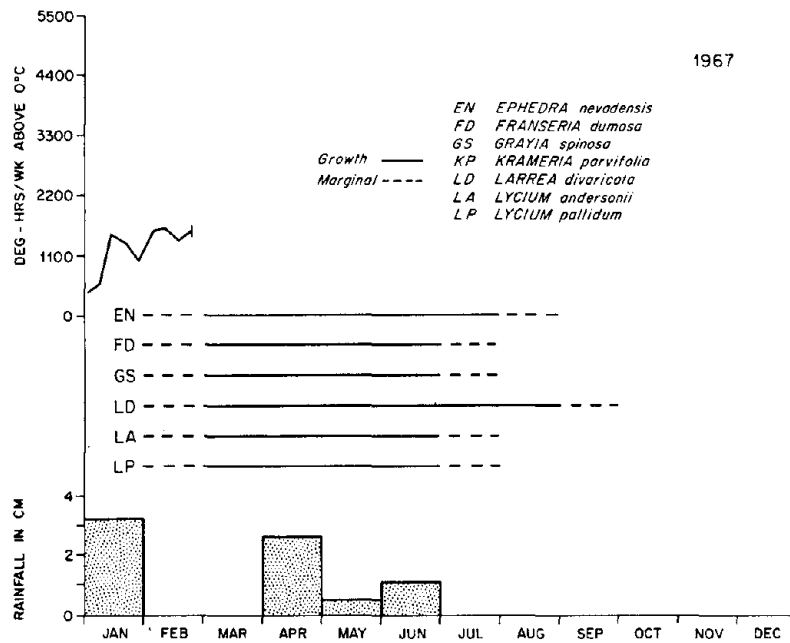 1967
DEG-HRS/WK ABOVE 0°C
5500
4400
3300
2200
1100
0
Growth
Marginal
EN EPHEDRA nevadensis
FD FRANSERIA dumosa
GS GRAYIA spinosa
KP KRAMERIA parvifolia
LD LARREA divaricata
LA LYCIUM andersonii
LP LYCIUM pallidum
EN
FD
GS
LD
LA
LP
RAINFALL IN CM
4
2
0
JAN FEB MAR APR MAY JUN JUL AUG SEP OCT NOV DEC